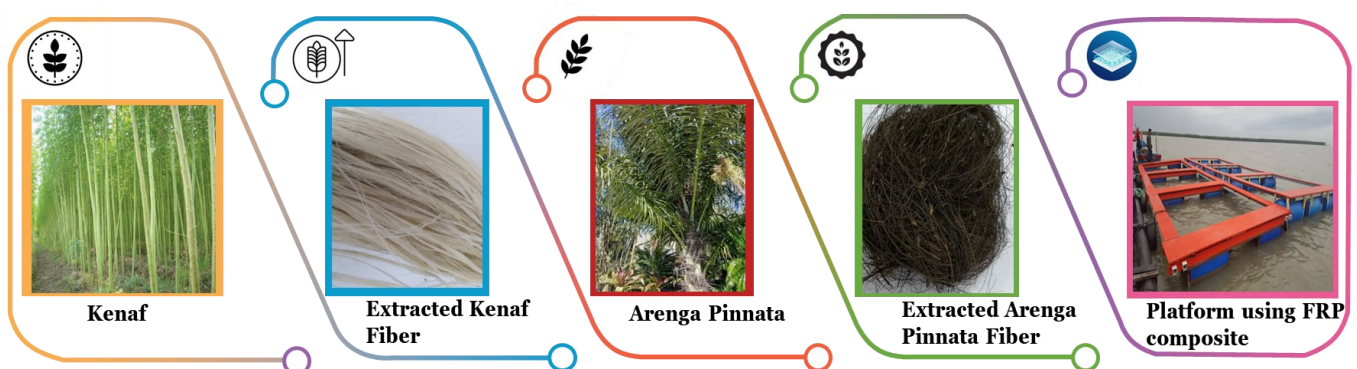 Kenaf
Extracted Kenaf
Fiber
Arenga Pinnata
Extracted Arenga
Pinnata Fiber
Platform using FRP
composite